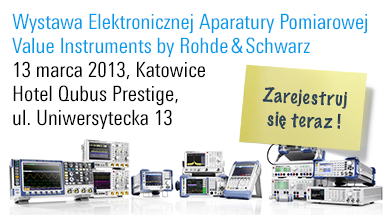 Wystawa Elektronicznej Aparatury Pomiarowej
Value Instruments by Rohde & Schwarz
13 marca 2013, Katowice
Hotel Qubus Prestige,
ul. Uniwersytecka 13
Zarejestruj
się teraz !